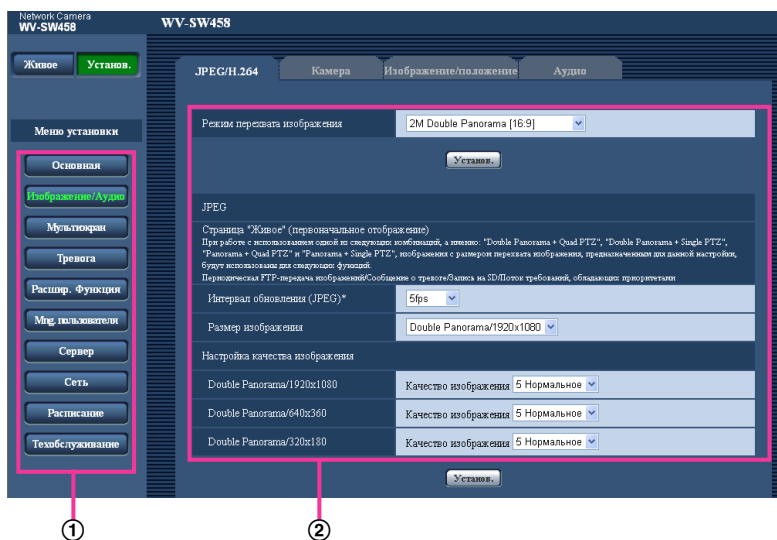 Network Camera
WV-SW458
WV-SW458
Живое
Установ.
JPEG/H.264
Камера
Изображение/положение
Аудио
Меню установки
Основная
Изображение/Аудио
Мультиэкран
Тревога
Расшир. Функция
Mng. пользователя
Сервер
Сеть
Расписание
Техобслуживание
Режим перехвата изображения
2M Double Panorama [16:9]
Установ.
JPEG
Страница "Живое" (первоначальное отображение)
При работе с использованием одной из следующих комбинаций, а именно: "Double Panorama + Quad PTZ", "Double Panorama + Single PTZ",
"Panorama + Quad PTZ" и "Panorama + Single PTZ", изображения с размером перехвата изображения, предназначенным для данной настройки,
будут использованы для следующих функций.
Периодическая FTP-передача изображений/Сообщение о тревоге/Запись на SD/Поток требований, обладающих приоритетами
Интервал обновления (JPEG)*
5fps
Размер изображения
Double Panorama/1920x1080
Настройка качества изображения
Double Panorama/1920x1080
Качество изображения 5 Нормальное
Double Panorama/640x360
Качество изображения 5 Нормальное
Double Panorama/320x180
Качество изображения 5 Нормальное
Установ.
①
②